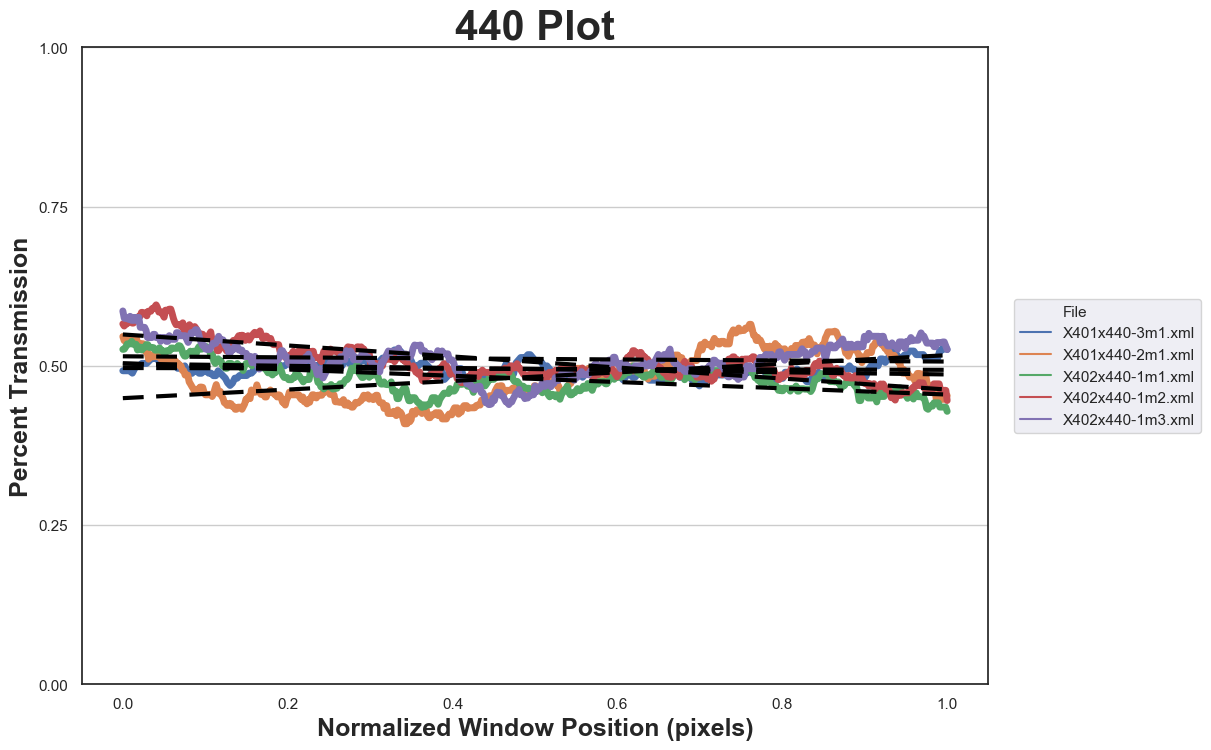 440 Plot
1.00
0.75
0.50
0.25
0.00
Percent Transmission
0.0 0.2 0.4 0.6 0.8 1.0
Normalized Window Position (pixels)
File
X401x440-3m1.xml
X401x440-2m1.xml
X402x440-1m1.xml
X402x440-1m2.xml
X402x440-1m3.xml